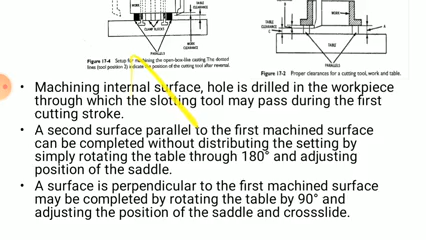 WORK
TABLE CLEARANCE
CLAMP BLOCKS
WORK CLEARANCE
PARALLELS
PARALLELS
Figure 17-4 Setup for machining the open-box-like casting. The dotted
lines (tool position 2) indicate the position of the cutting tool after reversal.
Figure 17-2 Proper clearances for a cutting tool, work and table.
• Machining internal surface, hole is drilled in the workpiece
through which the slotting tool may pass during the first
cutting stroke.
• A second surface parallel to the first machined surface
can be completed without distributing the setting by
simply rotating the table through 180° and adjusting
position of the saddle.
• A surface is perpendicular to the first machined surface
may be completed by rotating the table by 90° and
adjusting the position of the saddle and crossslide.